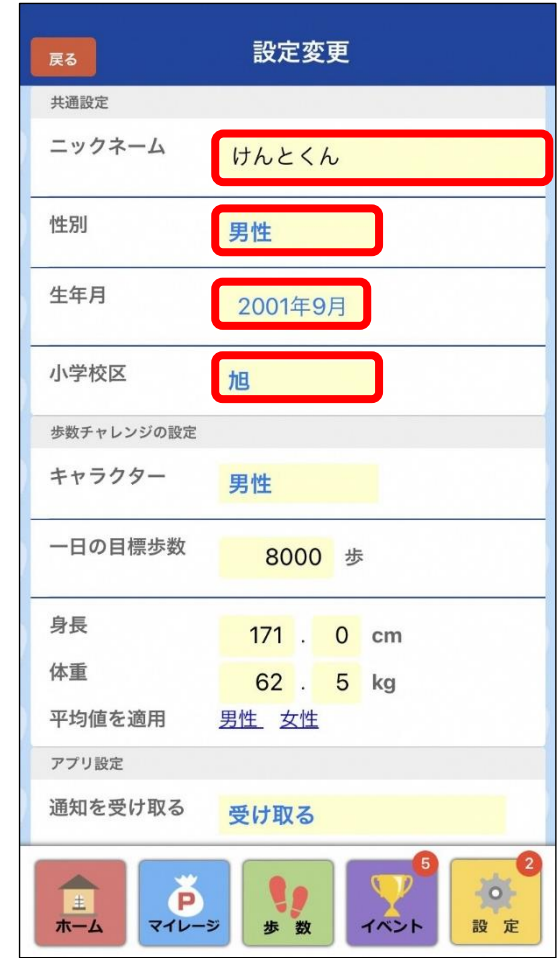 戻る 設定変更
共通設定
ニックネーム けんとくん
性別 男性
生年月 2001年9月
小学校区 旭
歩数チャレンジの設定
キャラクター 男性
一日の目標歩数 8000 歩
身長 171 . 0 cm
体重 62 . 5 kg
平均値を適用 男性 女性
アプリ設定
通知を受け取る 受け取る
5 2
P
ホーム マイレージ 歩 数 イベント 設 定